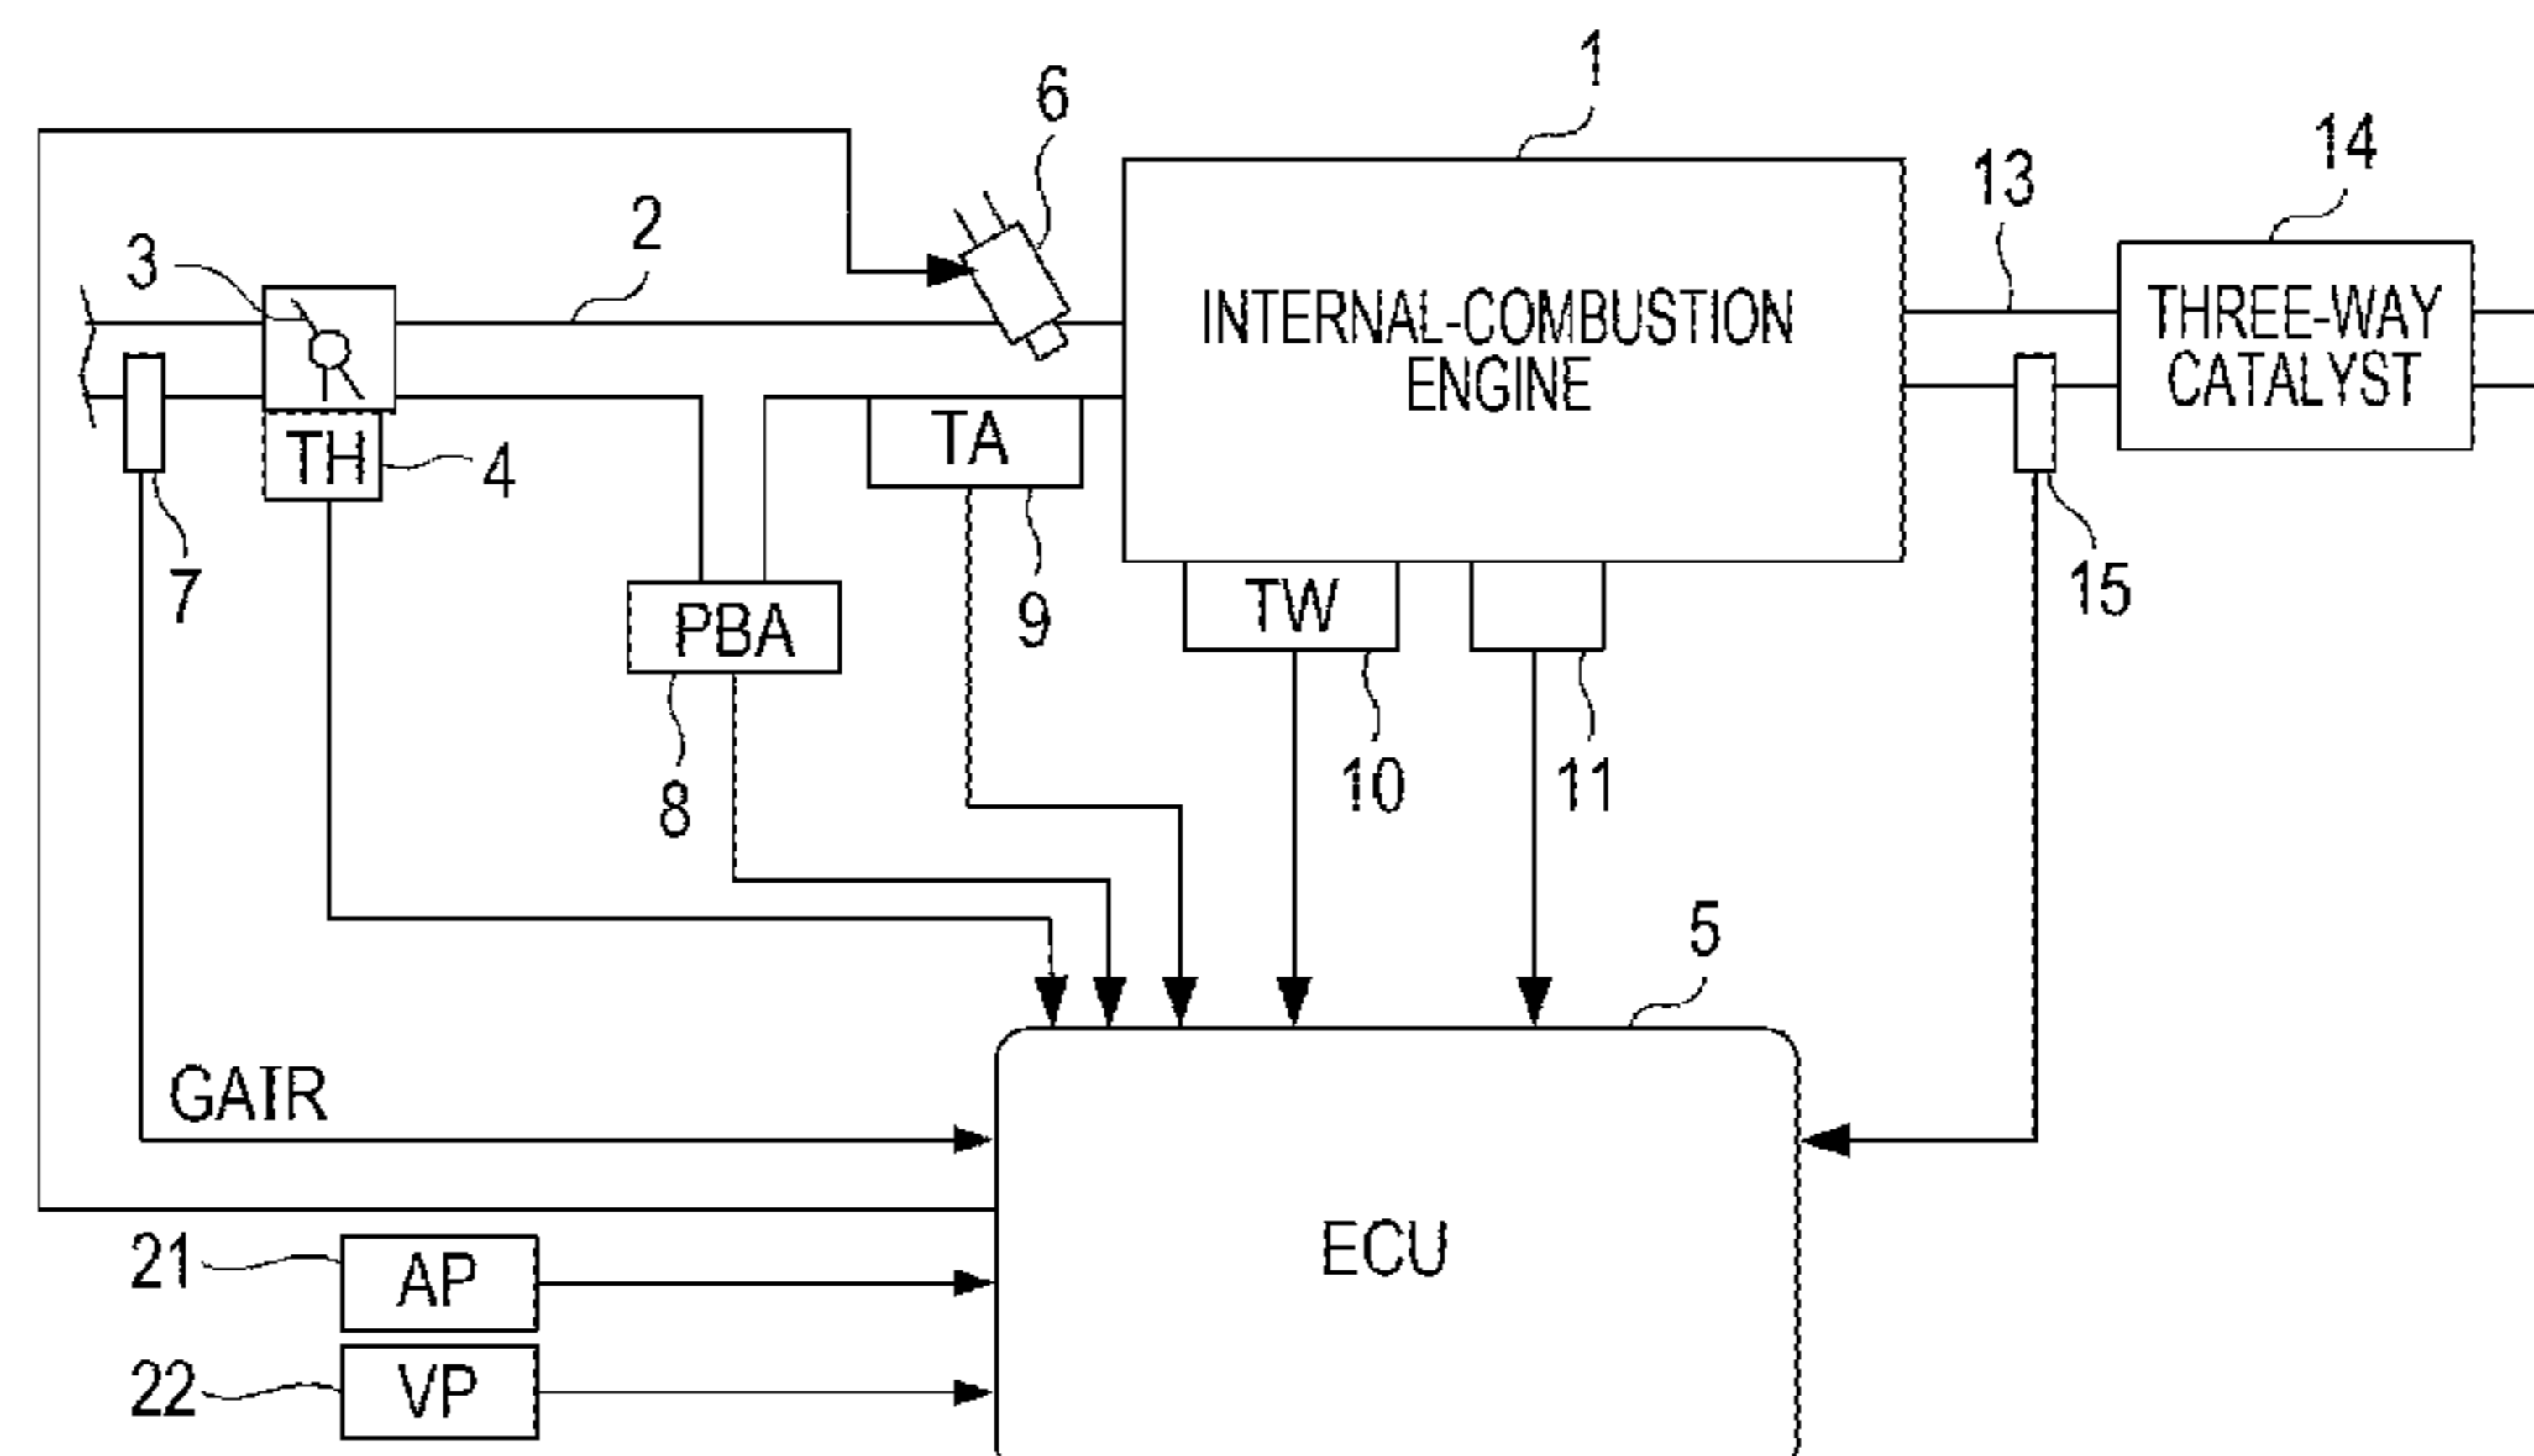 1
6
14
13
2
3
INTERNAL-COMBUSTION
ENGINE
THREE-WAY
CATALYST
TH
4
TA
7
9
15
PBA
TW
8
10
11
5
GAIR
21
AP
ECU
22
VP